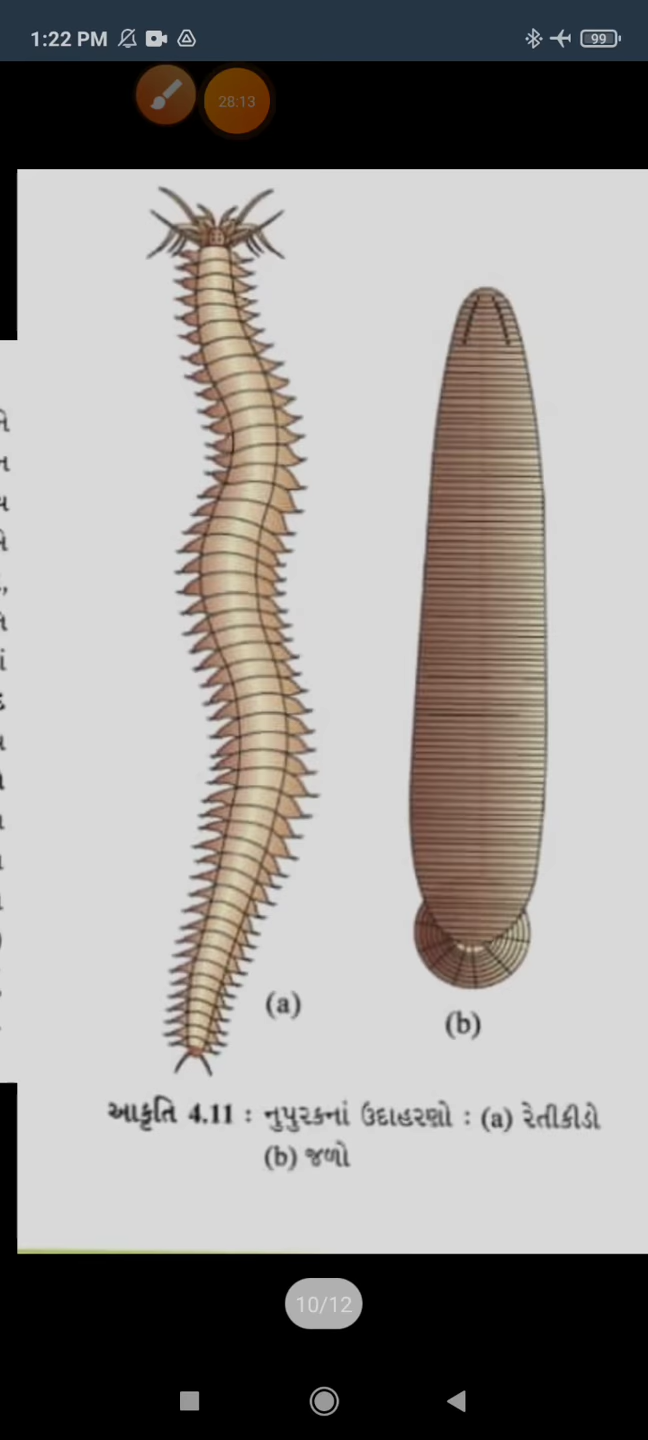 1:22 PM
99
28:13
(a)
(b)
આકૃતિ 4.11 : નુપુરકનાં ઉદાહરણો : (a) રેતીકીડો
(b) જળો
10/12